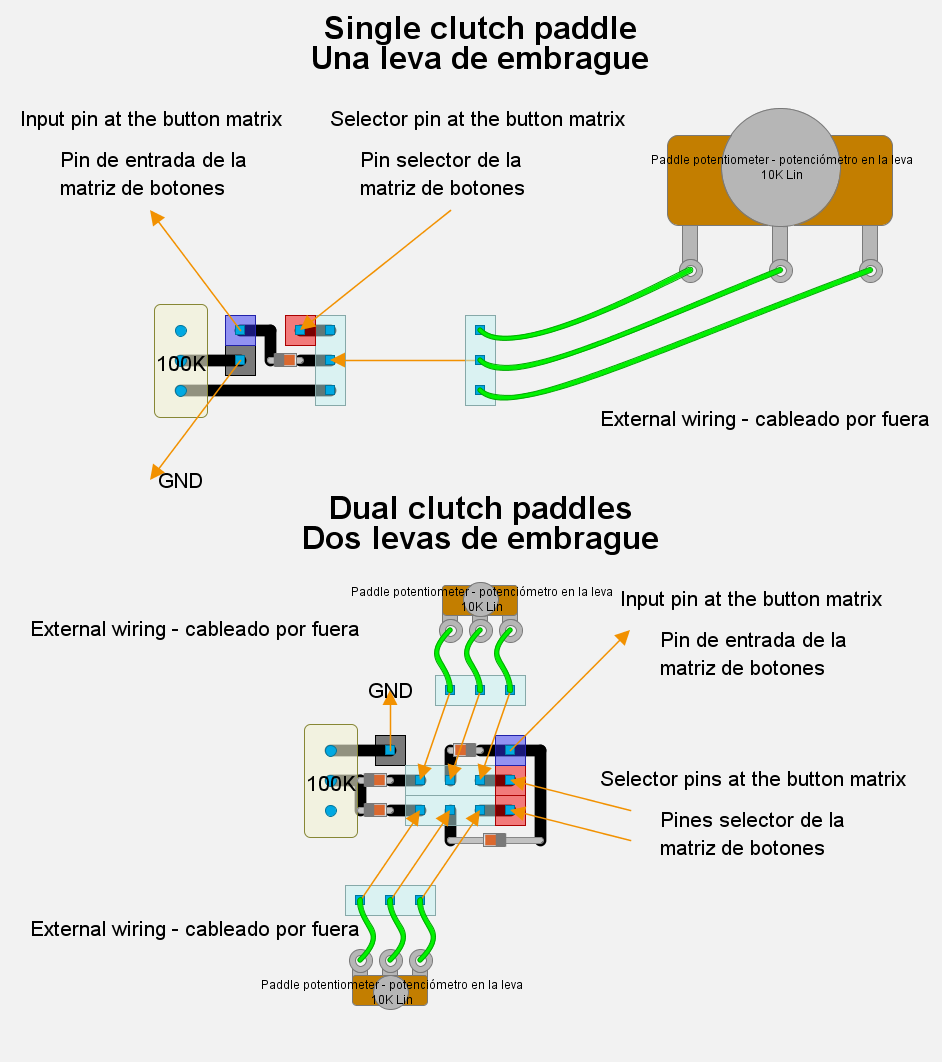 Single clutch paddle
Una leva de embrague
Input pin at the button matrix
Selector pin at the button matrix
Pin de entrada de la
matriz de botones
Pin selector de la
matriz de botones
Paddle potentiometer - potenciómetro en la leva
10K Lin
100K
External wiring - cableado por fuera
GND
Dual clutch paddles
Dos levas de embrague
Paddle potentiometer - potenciómetro en la leva
10K Lin
Input pin at the button matrix
External wiring - cableado por fuera
Pin de entrada de la
matriz de botones
GND
100K
Selector pins at the button matrix
Pines selector de la
matriz de botones
External wiring - cableado por fuera
Paddle potentiometer - potenciómetro en la leva
10K Lin